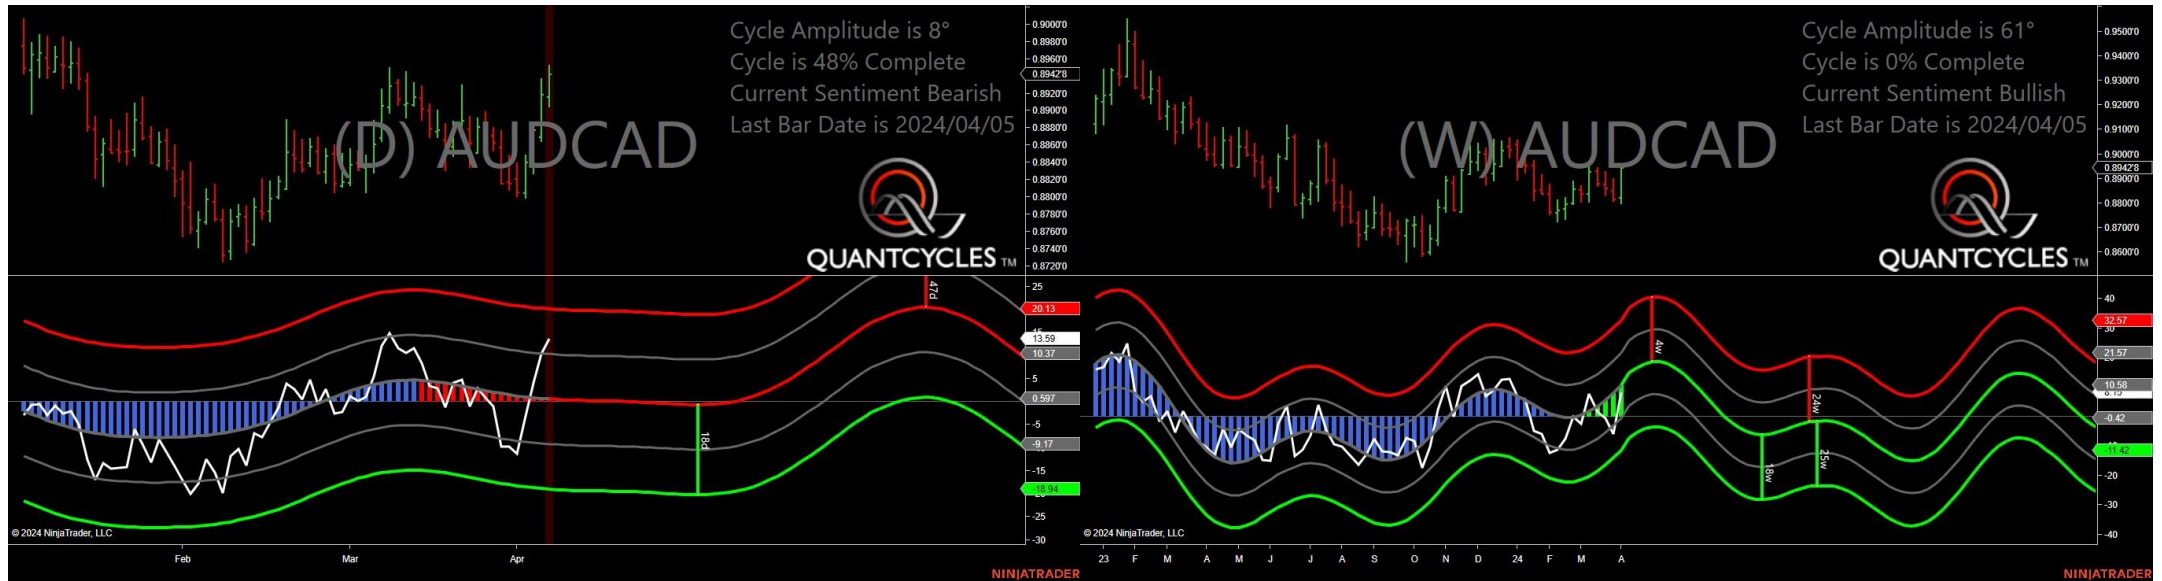 Cycle Amplitude is 8°
Cycle is 48% Complete
Current Sentiment Bearish
Last Bar Date is 2024/04/05
(D) AUDCAD
QUANTCYCLES TM
0.9000'0
0.8980'0
0.8960'0
0.8942'8
0.8920'0
0.8900'0
0.8880'0
0.8860'0
0.8840'0
0.8820'0
0.8800'0
0.8780'0
0.8760'0
0.8740'0
0.8720'0
47d
18d
25
20.13
13.59
10.37
5
0.597
-5
-9.17
-15
-18.94
-25
-30
© 2024 NinjaTrader, LLC
Feb Mar Apr
NINJATRADER
Cycle Amplitude is 61°
Cycle is 0% Complete
Current Sentiment Bullish
Last Bar Date is 2024/04/05
(W) AUDCAD
QUANTCYCLES TM
0.9500'0
0.9400'0
0.9300'0
0.9200'0
0.9100'0
0.9000'0
0.8942'8
0.8900'0
0.8800'0
0.8700'0
0.8600'0
4w
24w
18w
25w
40
32.57
30
21.57
10.58
-0.42
-11.42
-20
-30
-40
© 2024 NinjaTrader, LLC
23 F M A M J J A S O N D 24 F M A
NINJATRADER